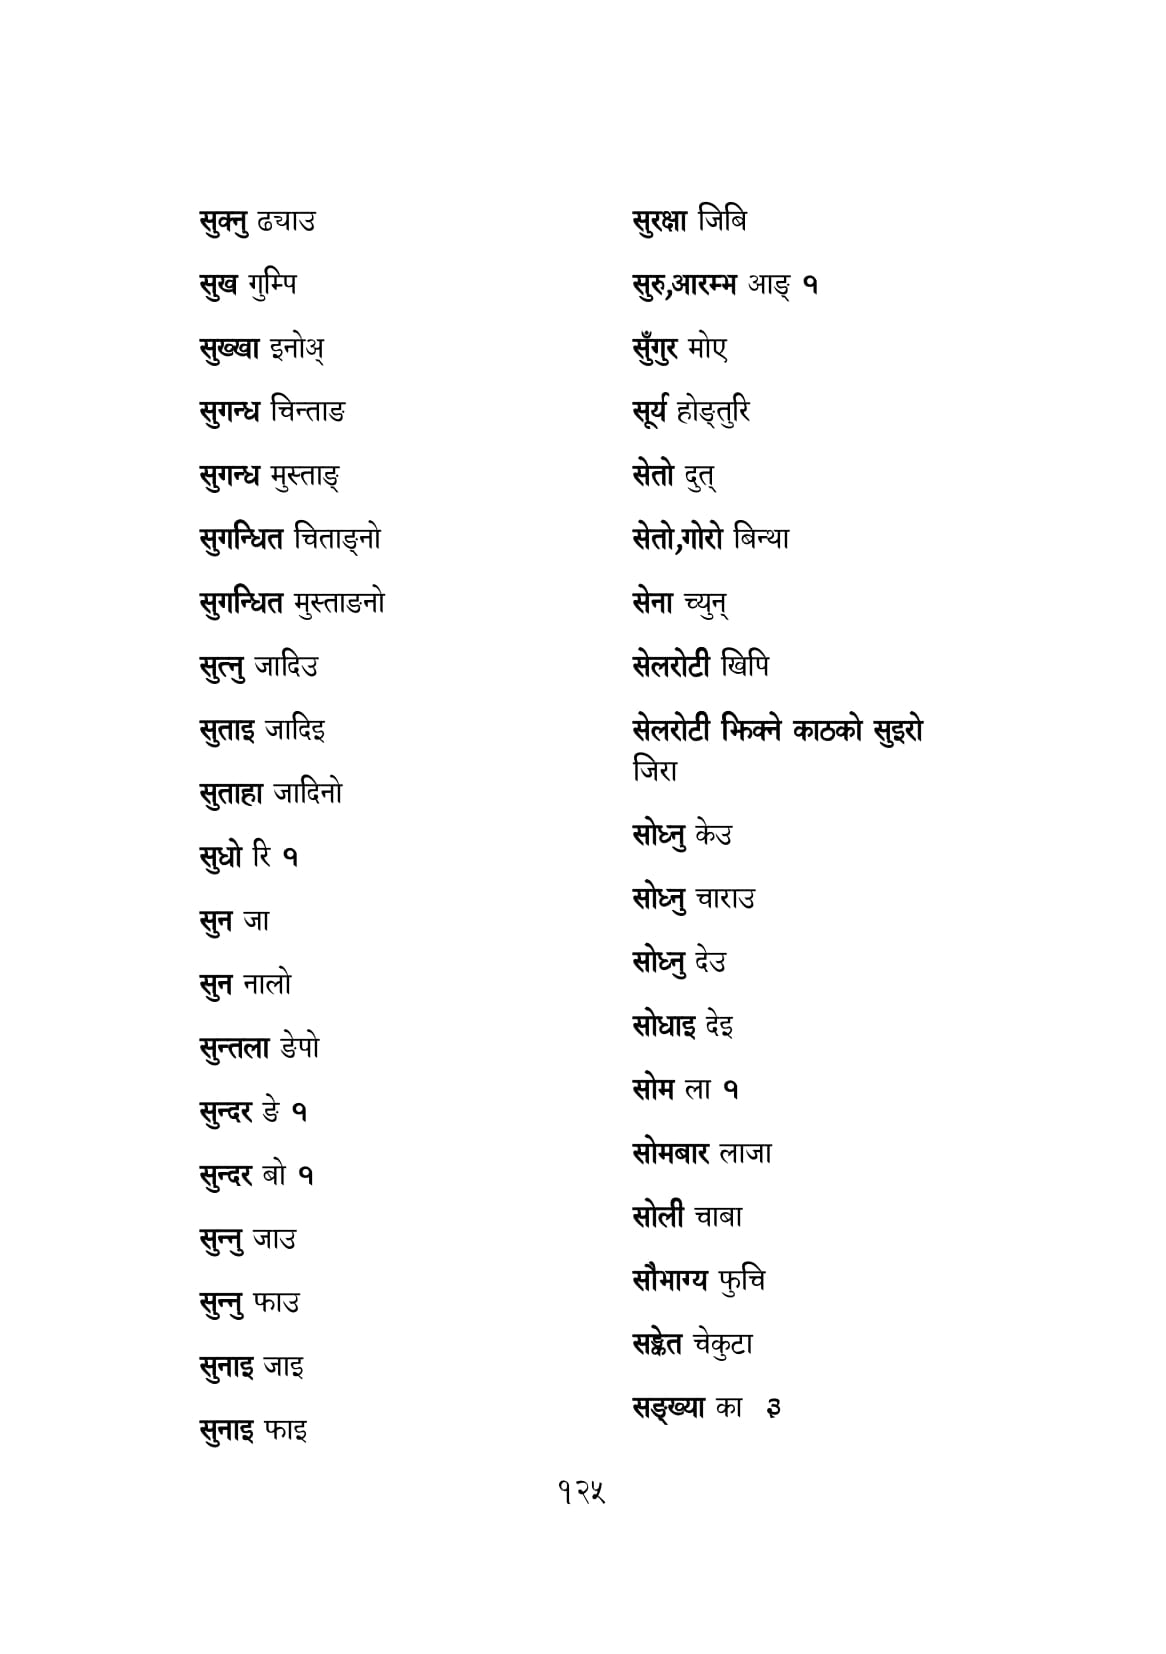 सुक्नु ढ्याउ
सुख गुम्पि
सुख्खा इनोअ्
सुगन्ध चिन्ताङ
सुगन्ध मुस्ताङ्
सुगन्धित चिताङ्नो
सुगन्धित मुस्ताङनो
सुत्नु जादिउ
सुताइ जादिइ
सुताहा जादिनो
सुधो रि १
सुन जा
सुन नालो
सुन्तला ङेपो
सुन्दर ङे १
सुन्दर बो १
सुन्नु जाउ
सुन्नु फाउ
सुनाइ जाइ
सुनाइ फाइ
सुरक्षा जिबि
सुरु,आरम्भ आङ् १
सुँगुर मोए
सूर्य होङ्तुरि
सेतो दुत्
सेतो,गोरो बिन्था
सेना च्युन्
सेलरोटी खिपि
सेलरोटी झिक्ने काठको सुइरो
जिरा
सोध्नु केउ
सोध्नु चाराउ
सोध्नु देउ
सोधाइ देइ
सोम ला १
सोमबार लाजा
सोली चाबा
सौभाग्य फुचि
सङ्केत चेकुटा
सङ्ख्या का ३
१२५